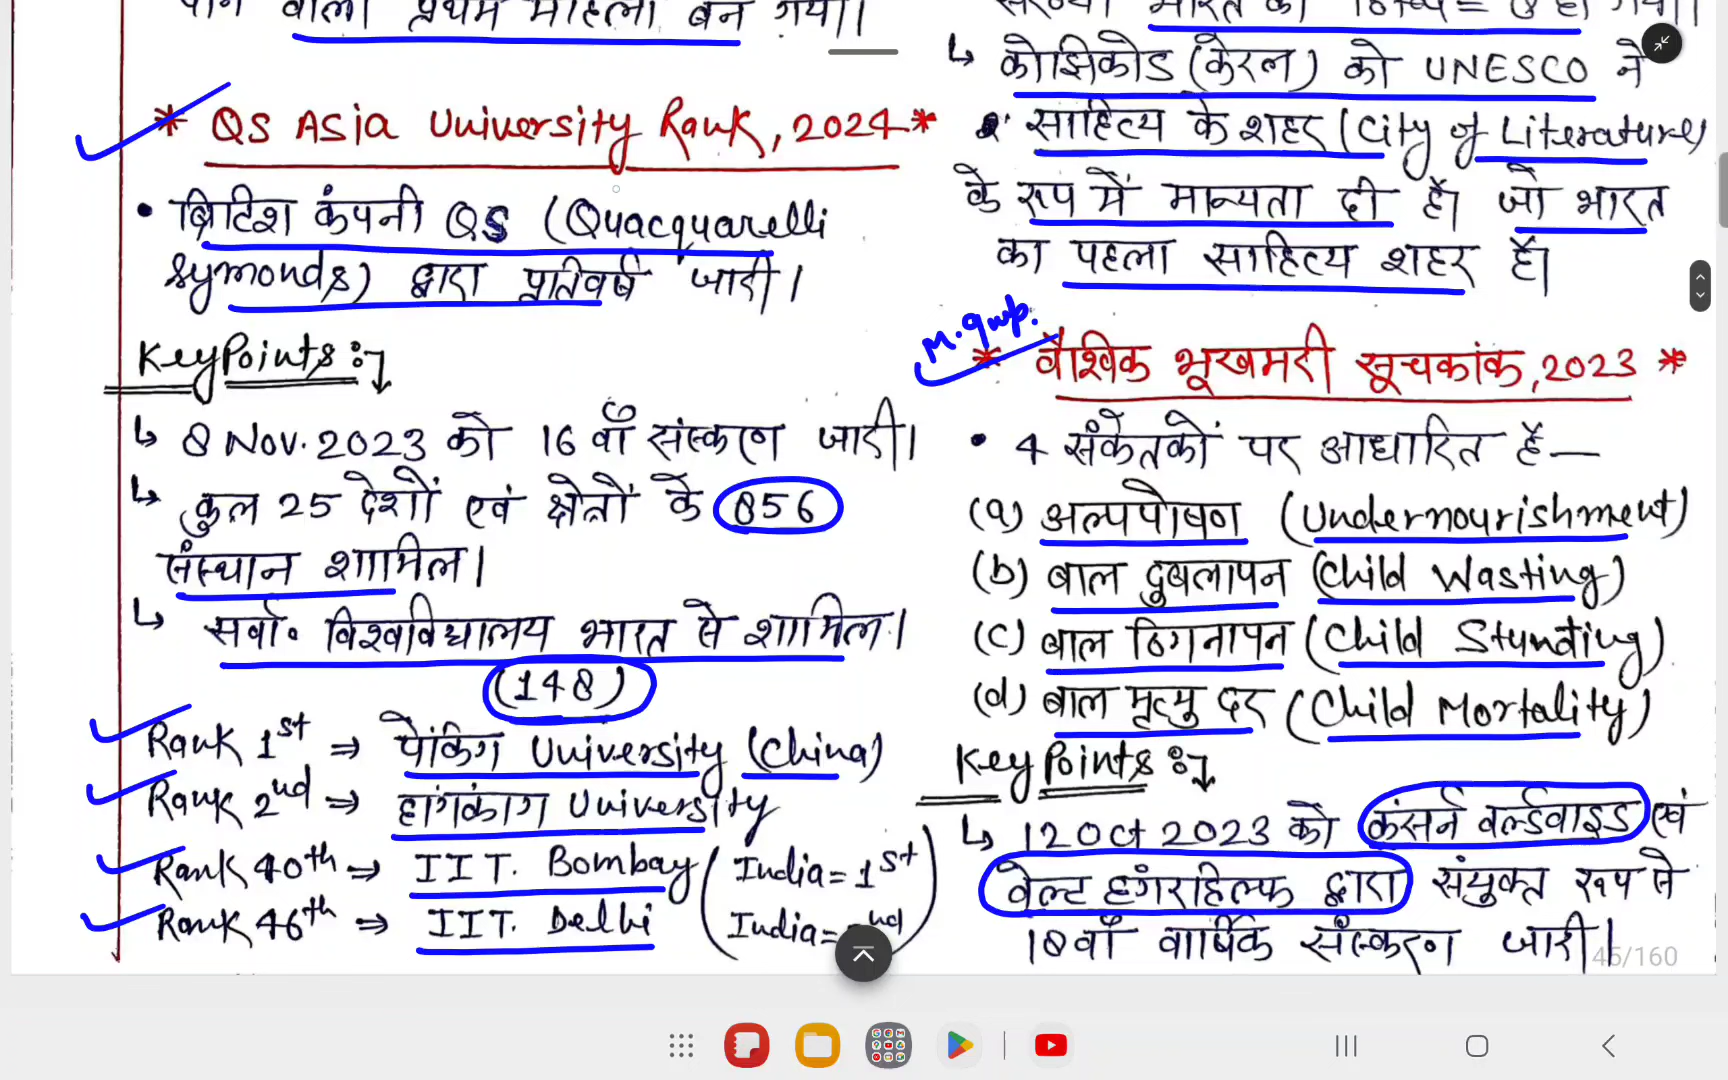 पाने वाली प्रथम महिला बन गयी।
* QS Asia University Rank, 2024 *
• ब्रिटिश कंपनी QS (Quacquarelli
Symonds) द्वारा प्रतिवर्ष जारी।
Key Points :-
↳ 8 Nov. 2023 को 16 वाँ संस्करण जारी।
↳ कुल 25 देशों एवं क्षेत्रों के 856
संस्थान शामिल।
↳ सर्वा॰ विश्वविद्यालय भारत से शामिल।
(148)
Rank 1st ⇒ पेंकिंग University (China)
Rank 2nd ⇒ हांगकांग University
Rank 40th ⇒ IIT. Bombay (India = 1st
Rank 46th ⇒ IIT. Delhi India =
↳ कोझिकोड (केरल) को UNESCO ने
साहित्य के शहर (City of Literature)
के रूप में मान्यता दी है। जो भारत
का पहला साहित्य शहर है।
* वैश्विक भूखमरी सूचकांक, 2023 *
• 4 संकेतकों पर आधारित है—
(a) अल्पपोषण (Undernourishment)
(b) बाल दुबलापन (Child Wasting)
(c) बाल ठिगनापन (Child Stunting)
(d) बाल मृत्यु दर (Child Mortality)
Key Points :-
↳ 12 Oct 2023 को कंसर्न वर्ल्डवाइड एवं
वेल्ट हंगरहिल्फ द्वारा संयुक्त रूप से
18वाँ वार्षिक संस्करण जारी।
45/160